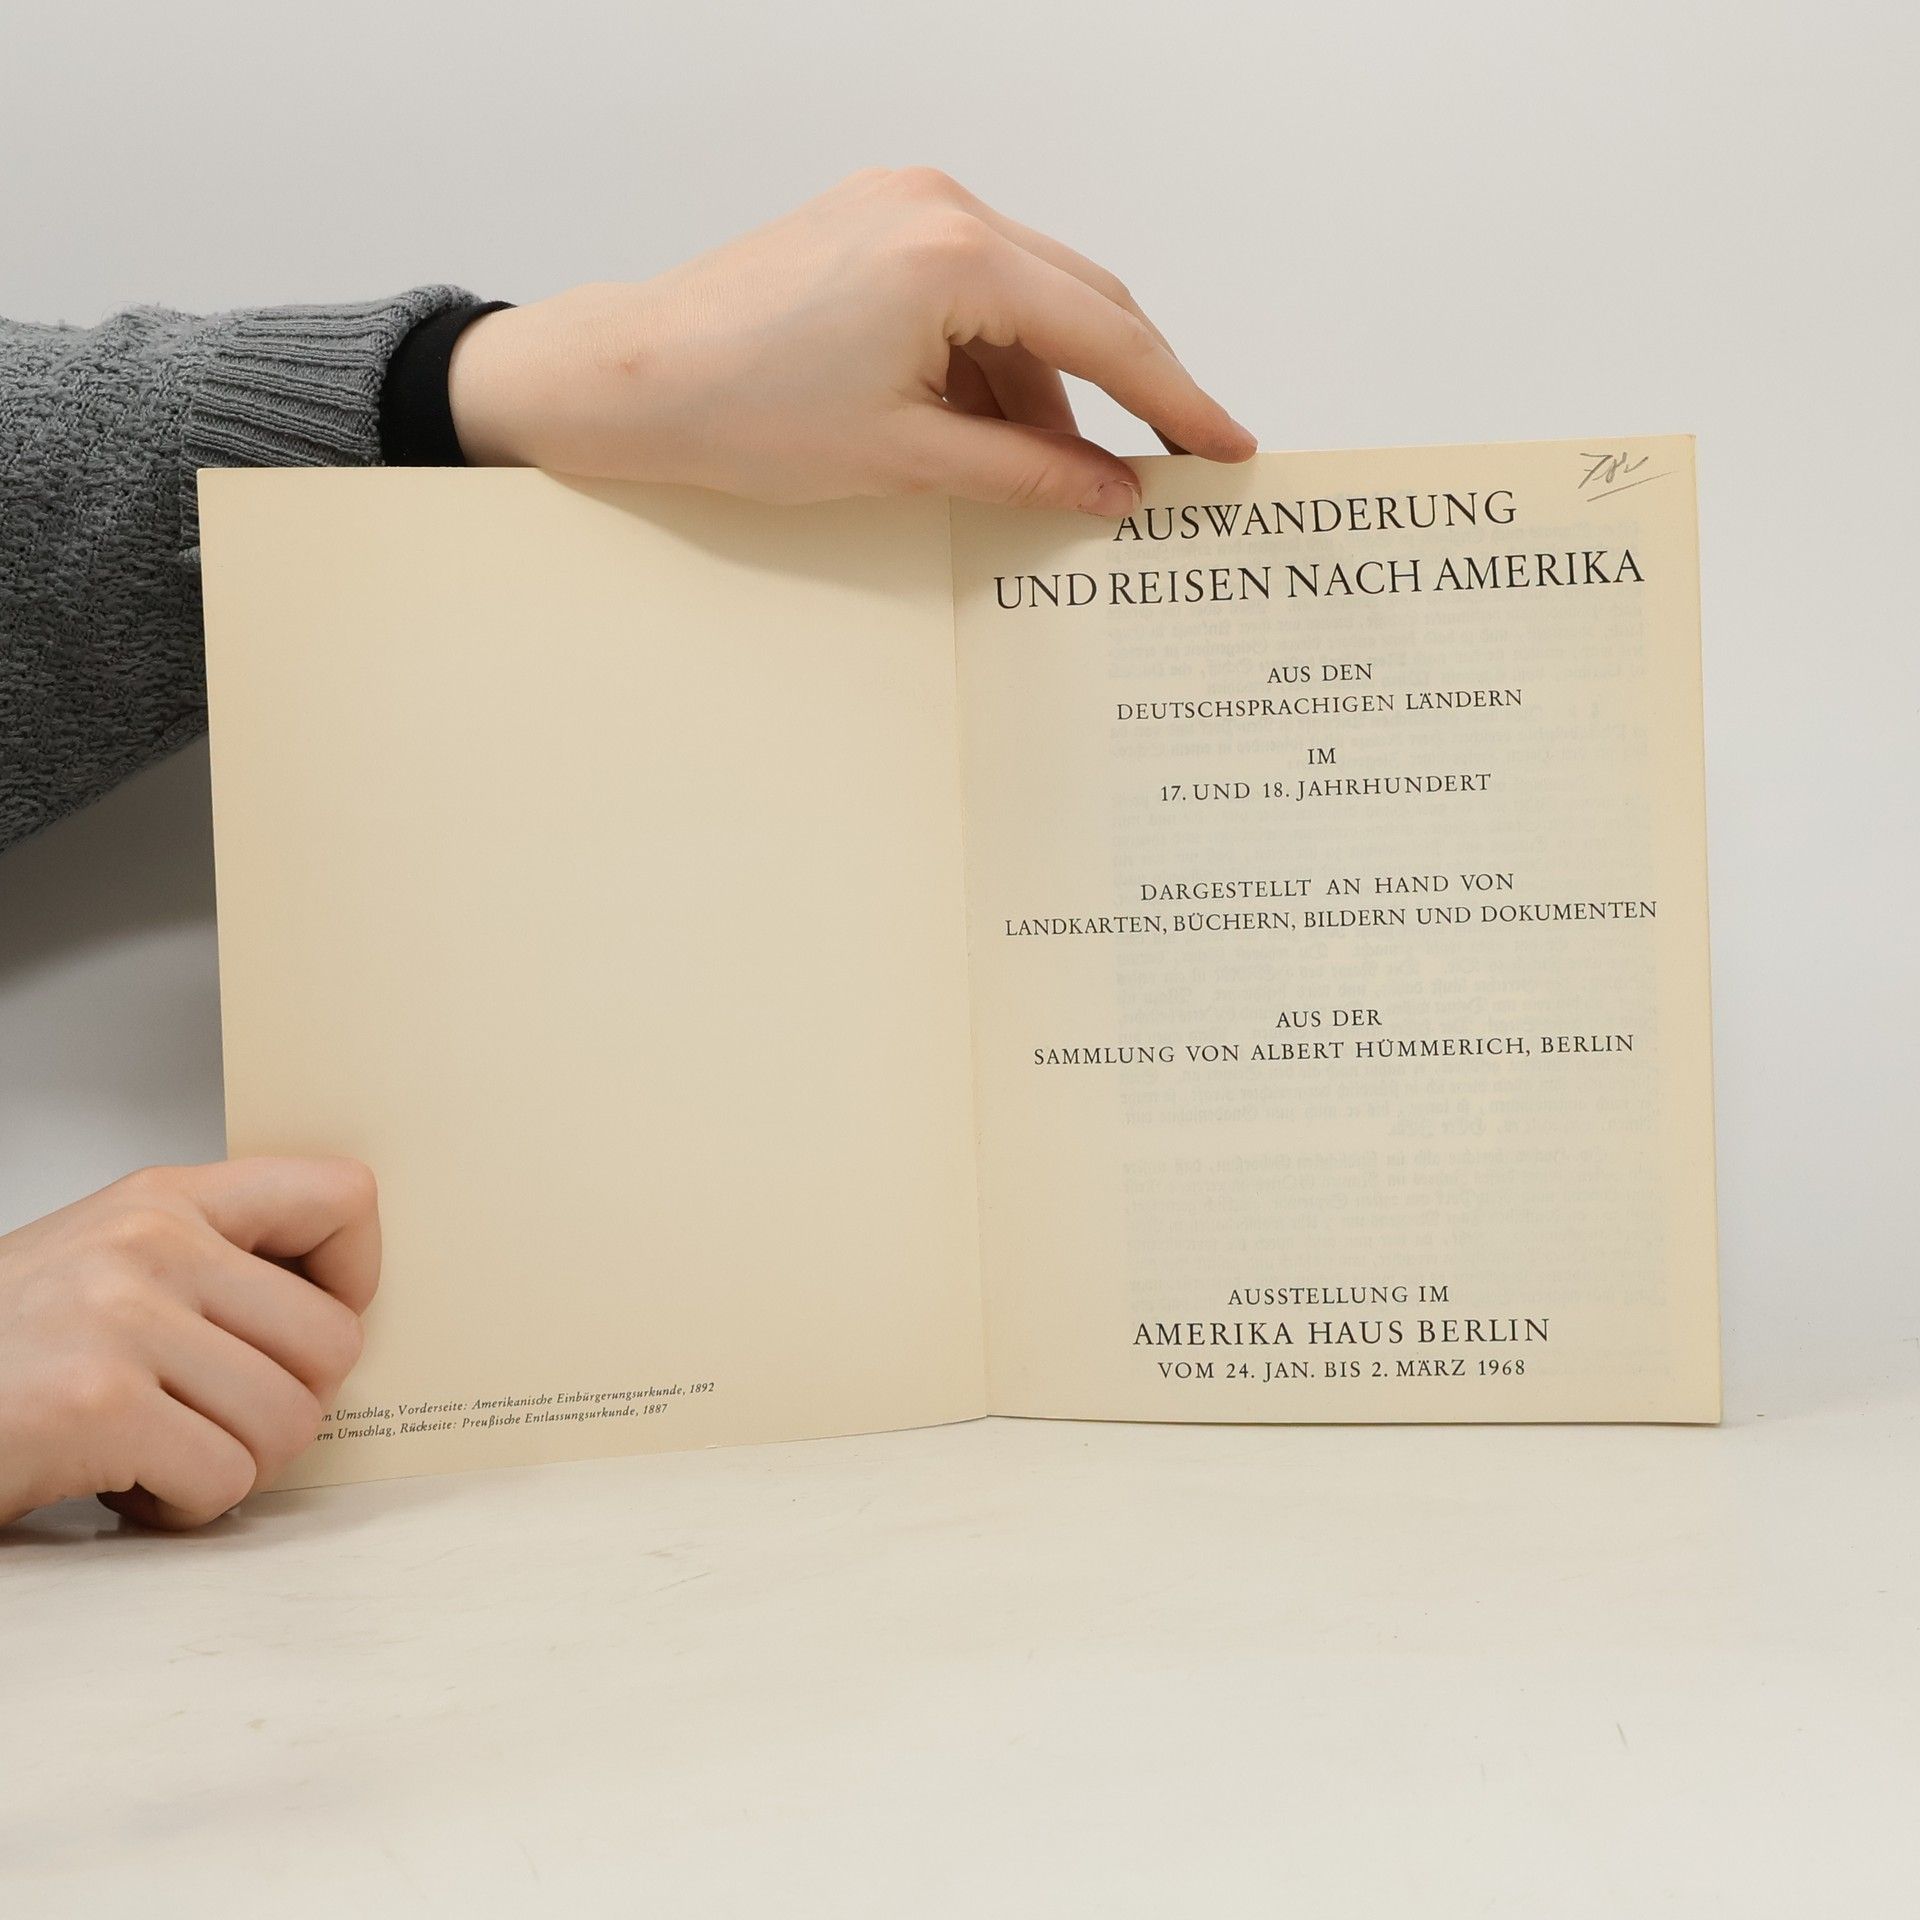 n Umschlag, Vorderseite: Amerikanische Einbürgerungsurkunde, 1892
em Umschlag, Rückseite: Preußische Entlassungsurkunde, 1887
AUSWANDERUNG
UND REISEN NACH AMERIKA
AUS DEN
DEUTSCHSPRACHIGEN LÄNDERN
IM
17. UND 18. JAHRHUNDERT
DARGESTELLT AN HAND VON
LANDKARTEN, BÜCHERN, BILDERN UND DOKUMENTEN
AUS DER
SAMMLUNG VON ALBERT HÜMMERICH, BERLIN
AUSSTELLUNG IM
AMERIKA HAUS BERLIN
VOM 24. JAN. BIS 2. MÄRZ 1968